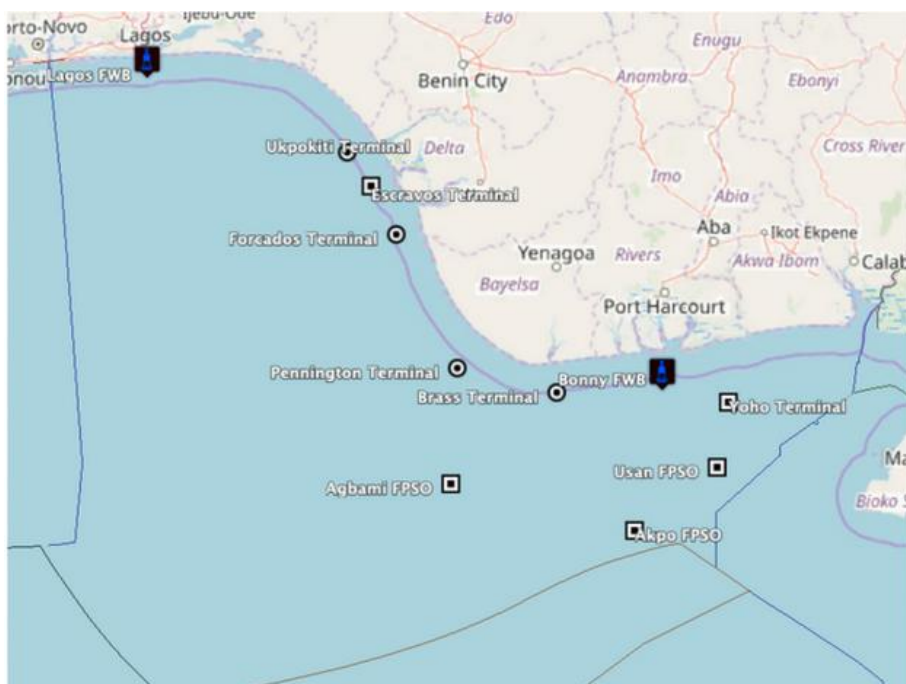 orto-Novo
Ijebu-Ode
Lagos
onou
Lagos FWB
Edo
Enugu
Benin City
Anambra
Ebonyi
Ukpokiti Terminal
Delta
Cross River
Escravos Terminal
Imo
Abia
Forcados Terminal
Aba
Ikot Ekpene
Yenagoa
Rivers
Akwa Ibom
Calab
Bayelsa
Port Harcourt
Pennington Terminal
Bonny FWB
Brass Terminal
Yoho Terminal
Usan FPSO
Ma
Agbami FPSO
Bioko S
Akpo FPSO